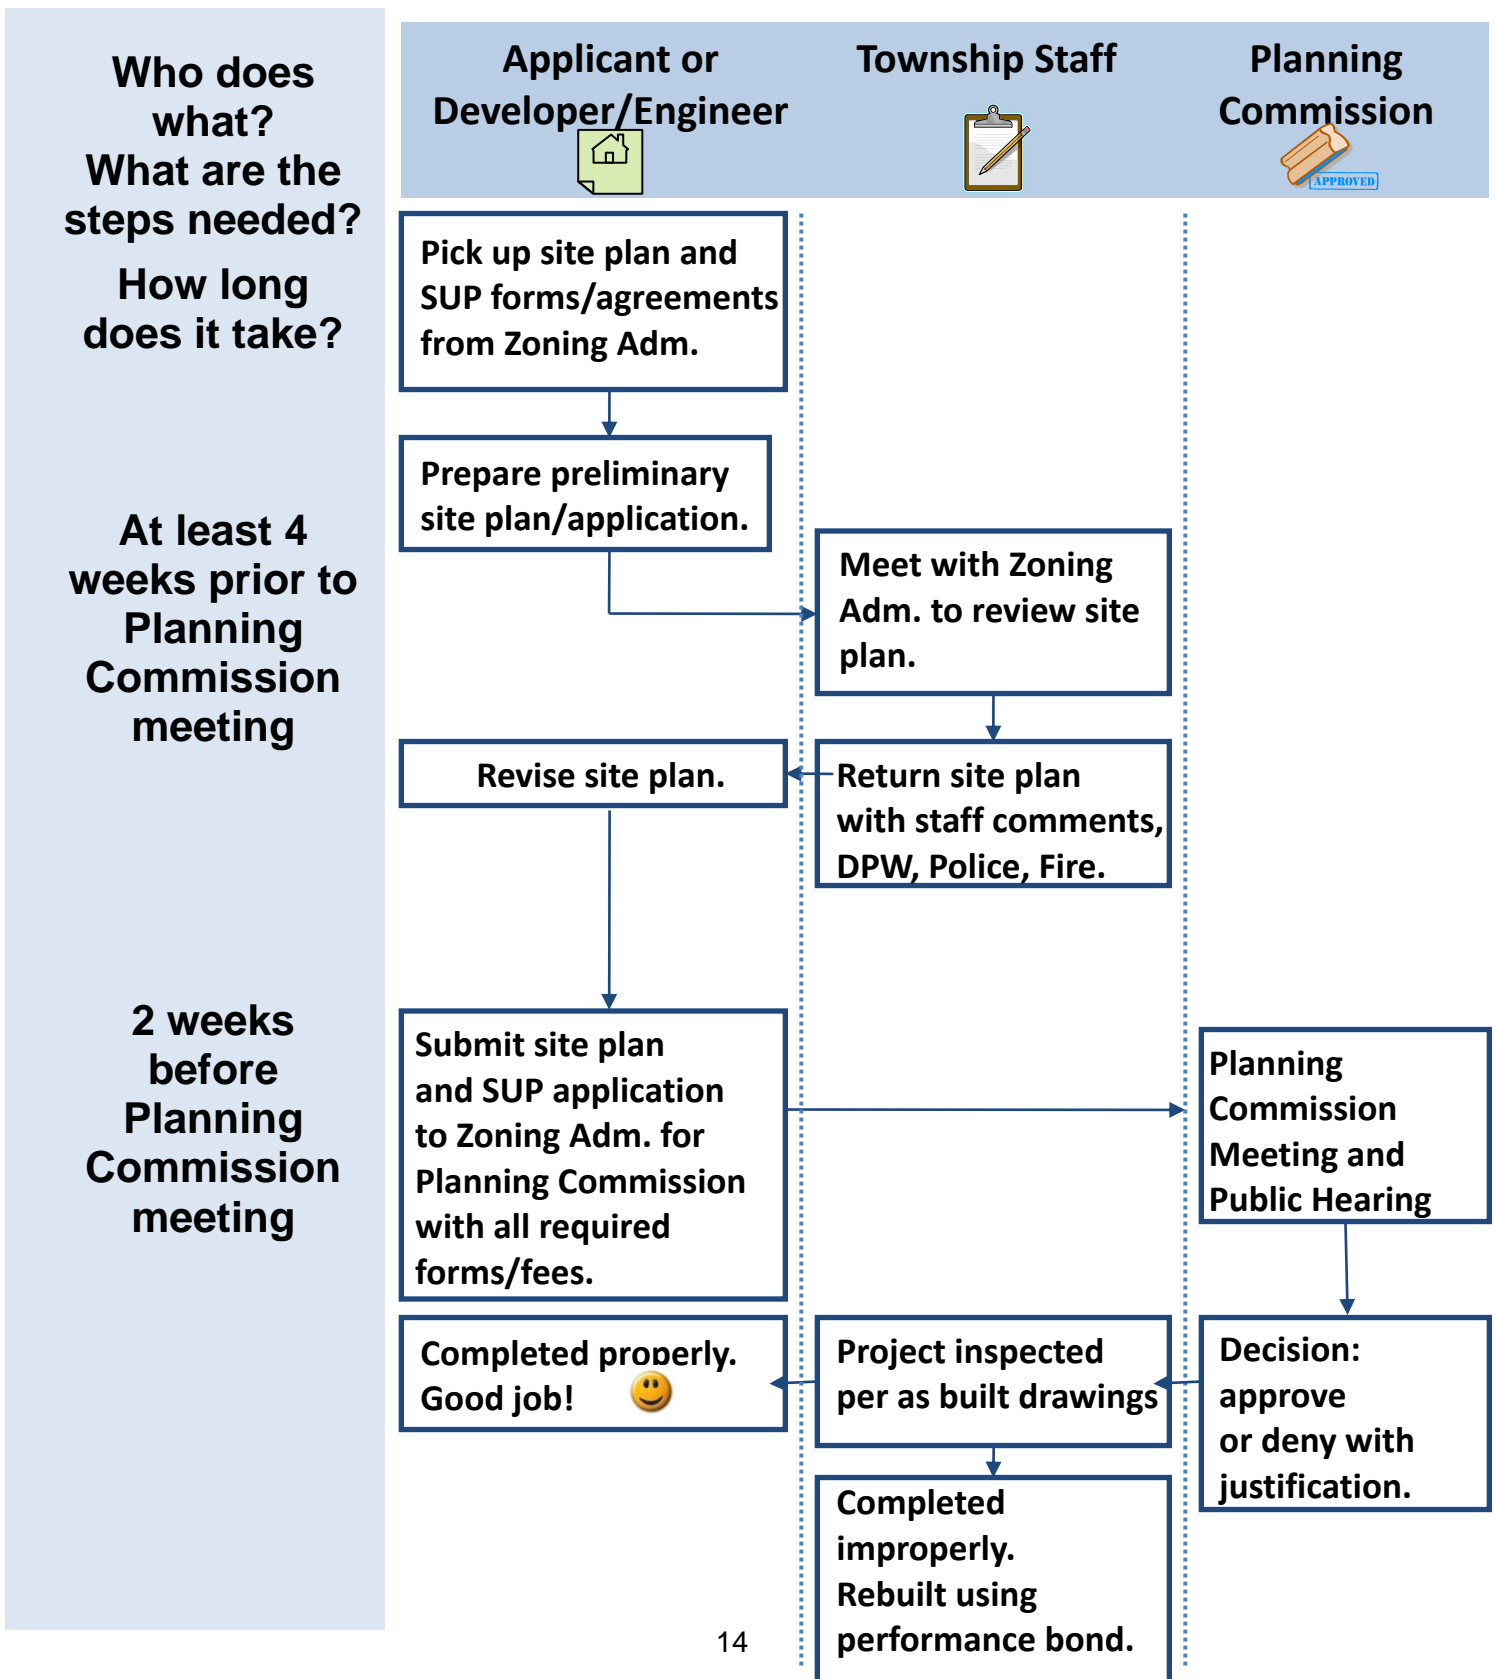 Who does
what?
What are the
steps needed?
How long
does it take?
At least 4
weeks prior to
Planning
Commission
meeting
2 weeks
before
Planning
Commission
meeting
Applicant or
Developer/Engineer
Township Staff
Planning
Commission
APPROVED
Pick up site plan and
SUP forms/agreements
from Zoning Adm.
Prepare preliminary
site plan/application.
Meet with Zoning
Adm. to review site
plan.
Revise site plan.
Return site plan
with staff comments,
DPW, Police, Fire.
Submit site plan
and SUP application
to Zoning Adm. for
Planning Commission
with all required
forms/fees.
Planning
Commission
Meeting and
Public Hearing
Completed properly.
Good job!
Project inspected
per as built drawings
Decision:
approve
or deny with
justification.
Completed
improperly.
Rebuilt using
performance bond.
14